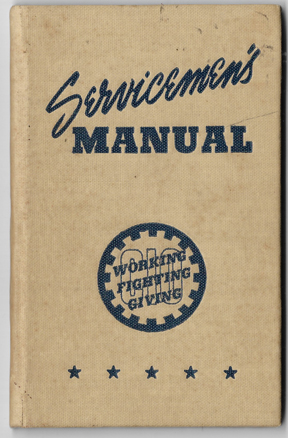 Servicemen's
MANUAL
CIO
WORKING
FIGHTING
GIVING